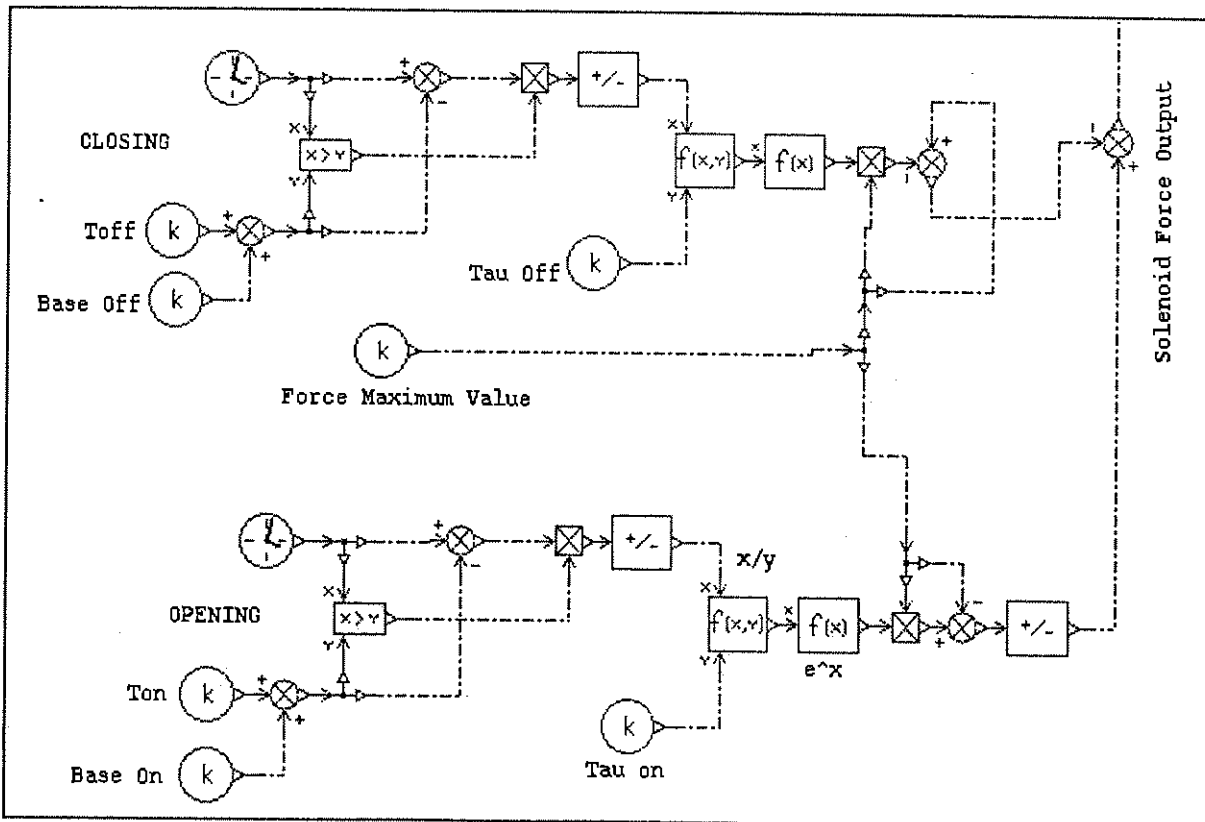 +
-
+/-
CLOSING
X
X > Y
Y
X
f(X,Y)
Y
x
f(x)
+
-
-
+
Solenoid Force Output
Toff
k
+
+
Base Off
k
Tau Off
k
k
Force Maximum Value
+
-
+/-
x/y
OPENING
X
X > Y
Y
X
f(X,Y)
Y
x
f(x)
e^x
-
+
+/-
Ton
k
+
+
Base On
k
k
Tau on